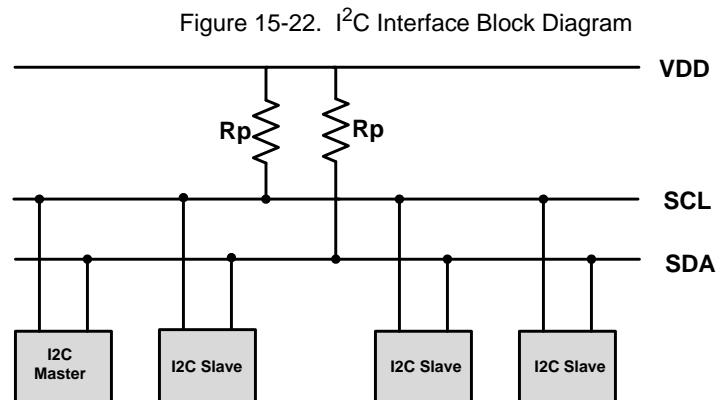 Figure 15-22. I²C Interface Block Diagram
VDD
Rp Rp
SCL
SDA
I2C
Master
I2C Slave
I2C Slave
I2C Slave